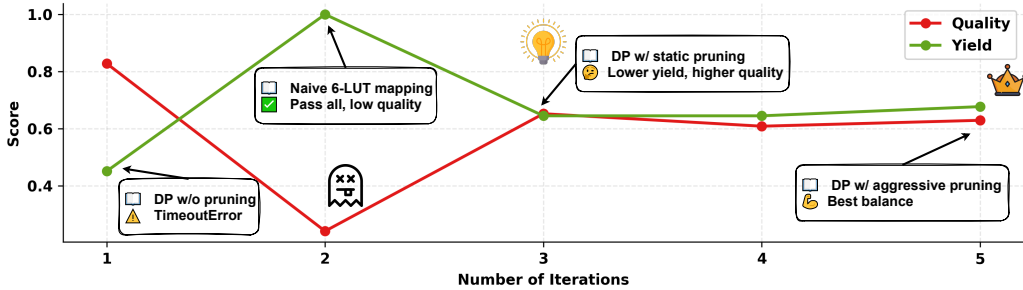 1.0
0.8
0.6
0.4
Score
Quality
Yield
DP w/ static pruning
Lower yield, higher quality
Naive 6-LUT mapping
Pass all, low quality
DP w/o pruning
TimeoutError
DP w/ aggressive pruning
Best balance
1 2 3 4 5
Number of Iterations